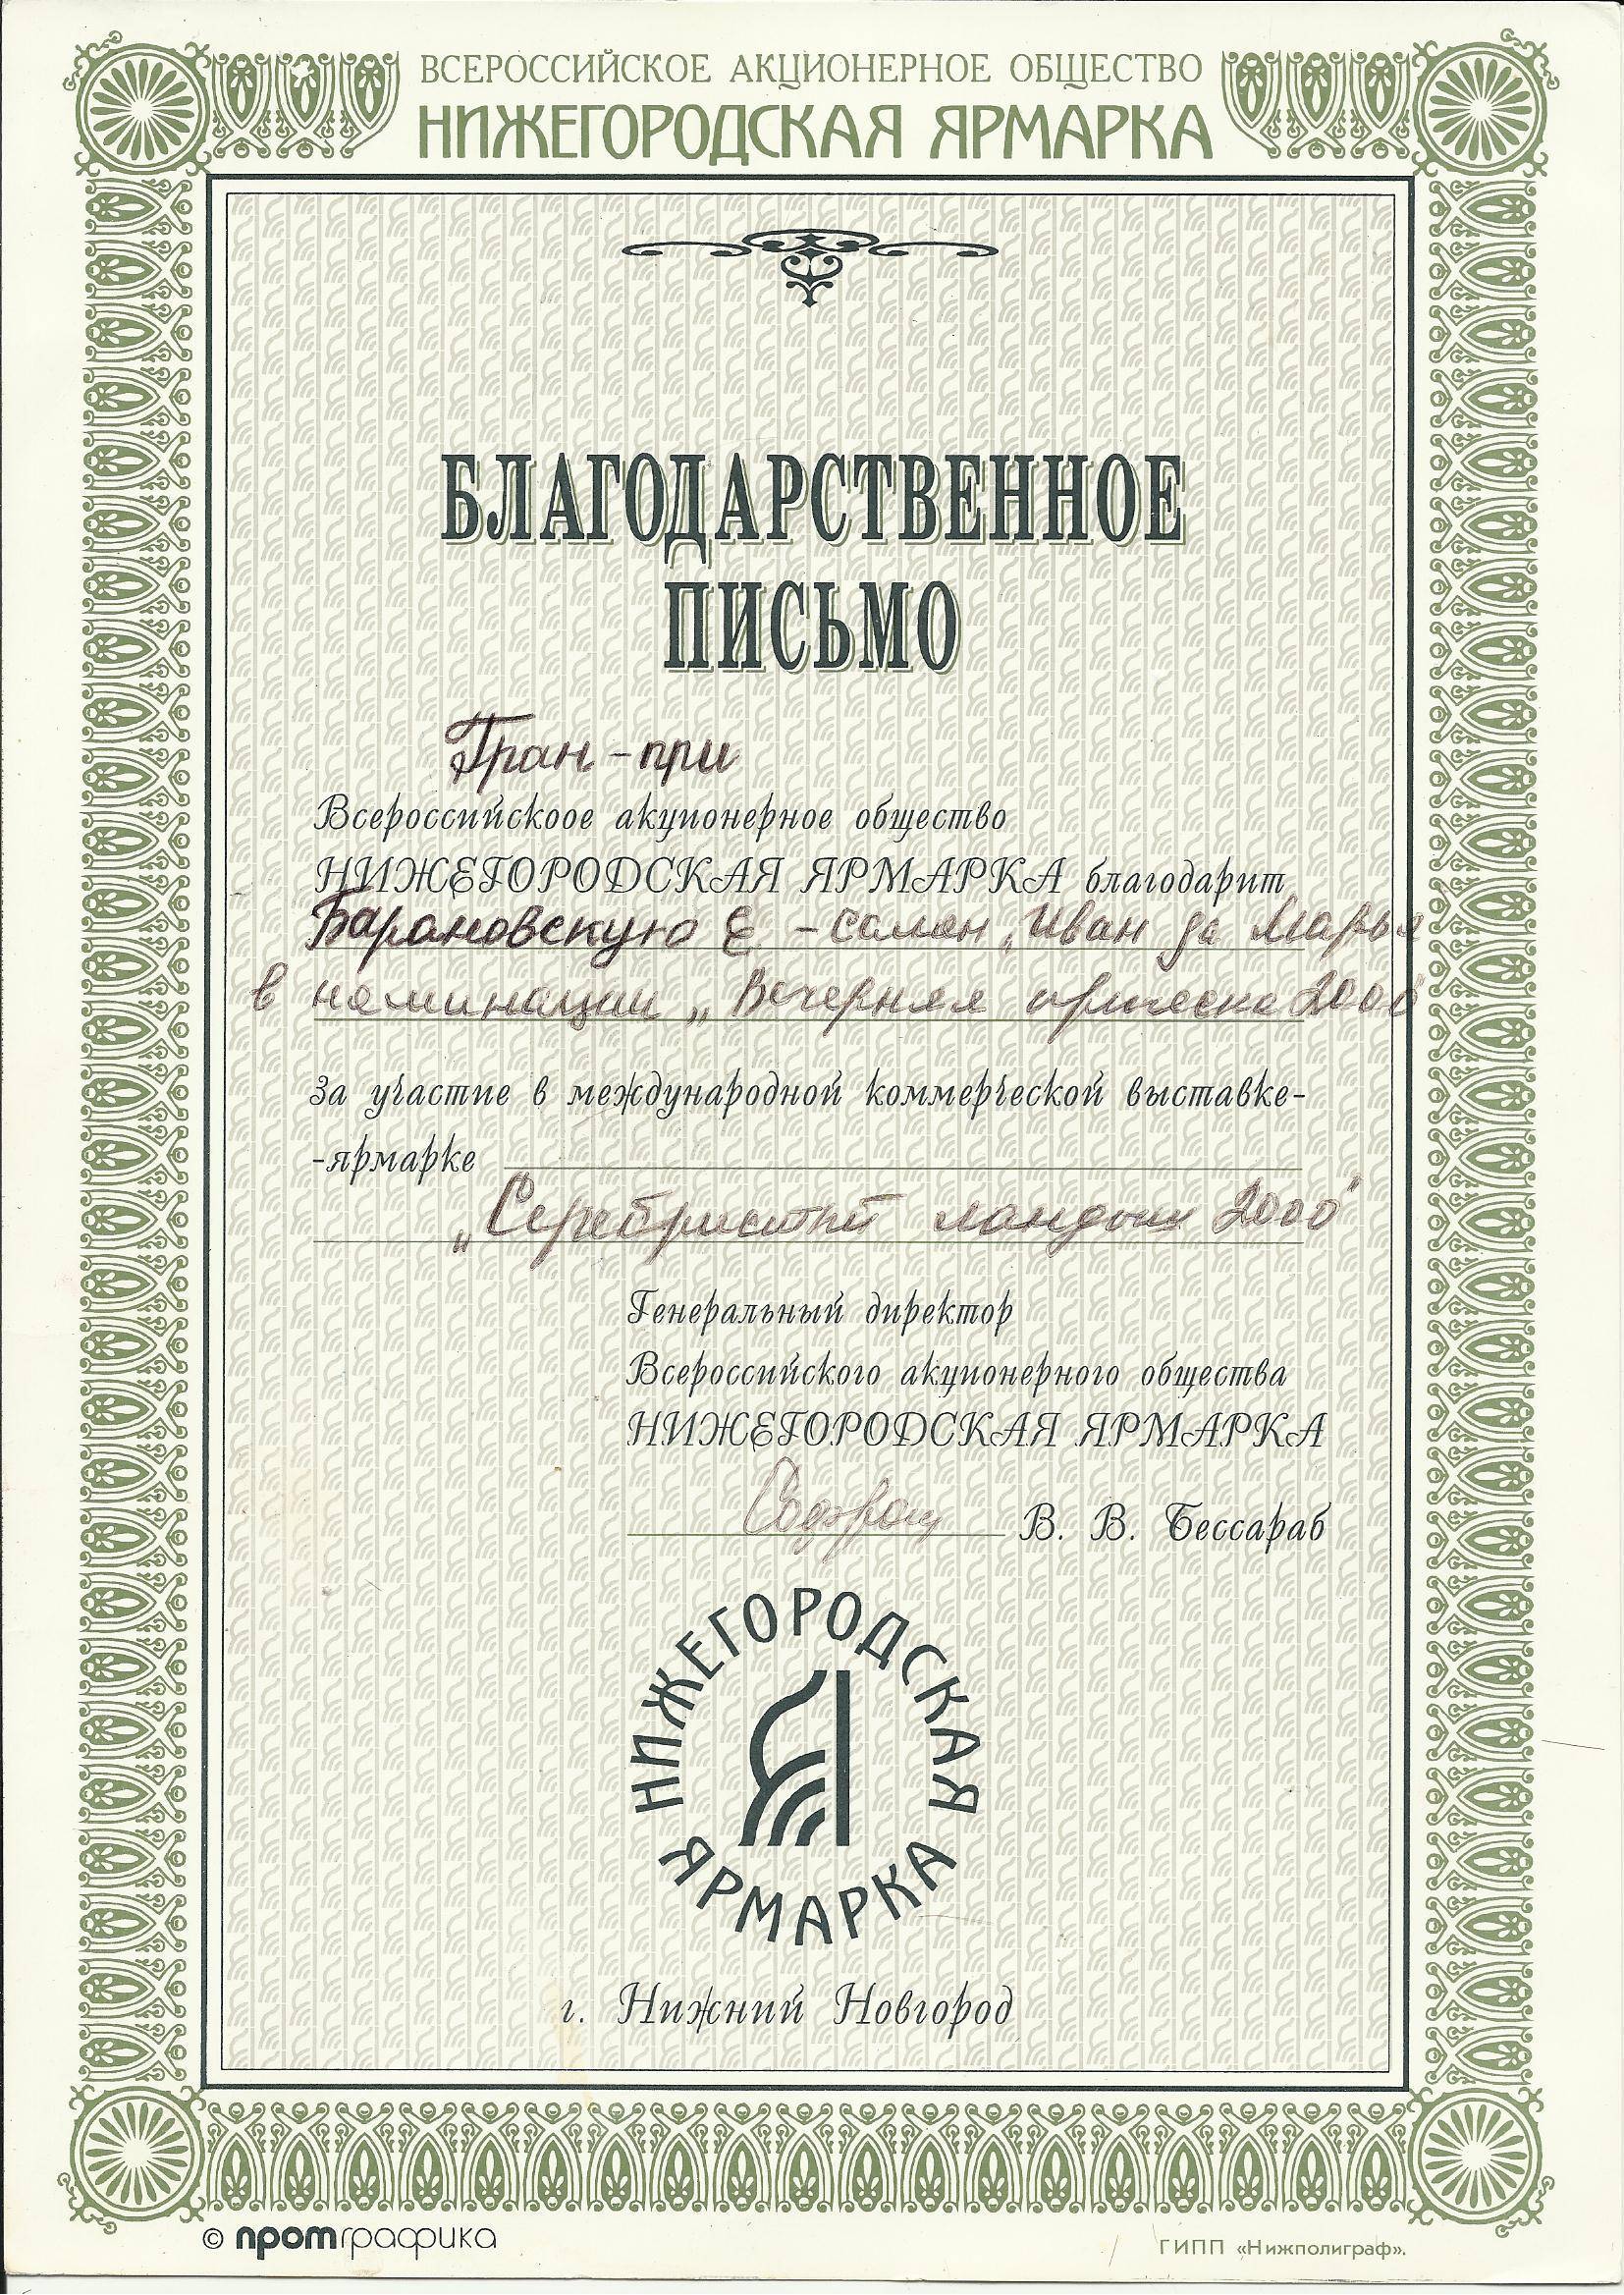 ВСЕРОССИЙСКОЕ АКЦИОНЕРНОЕ ОБЩЕСТВО
НИЖЕГОРОДСКАЯ ЯРМАРКА
БЛАГОДАРСТВЕННОЕ
ПИСЬМО
Гран-при
Всероссийскоое акционерное общество
НИЖЕГОРОДСКАЯ ЯРМАРКА благодарит
Барановскую Е. - салон „Иван да Марья
в номинации „Вечерняя прическа 2000"
за участие в международной коммерческой выставке-
-ярмарке
„Серебристый ландыш 2000"
Генеральный директор
Всероссийского акционерного общества
НИЖЕГОРОДСКАЯ ЯРМАРКА
В. В. Бессараб
НИЖЕГОРОДСКАЯ
ЯРМАРКА
г. Нижний Новгород
© промграфика
ГИПП «Нижполиграф».